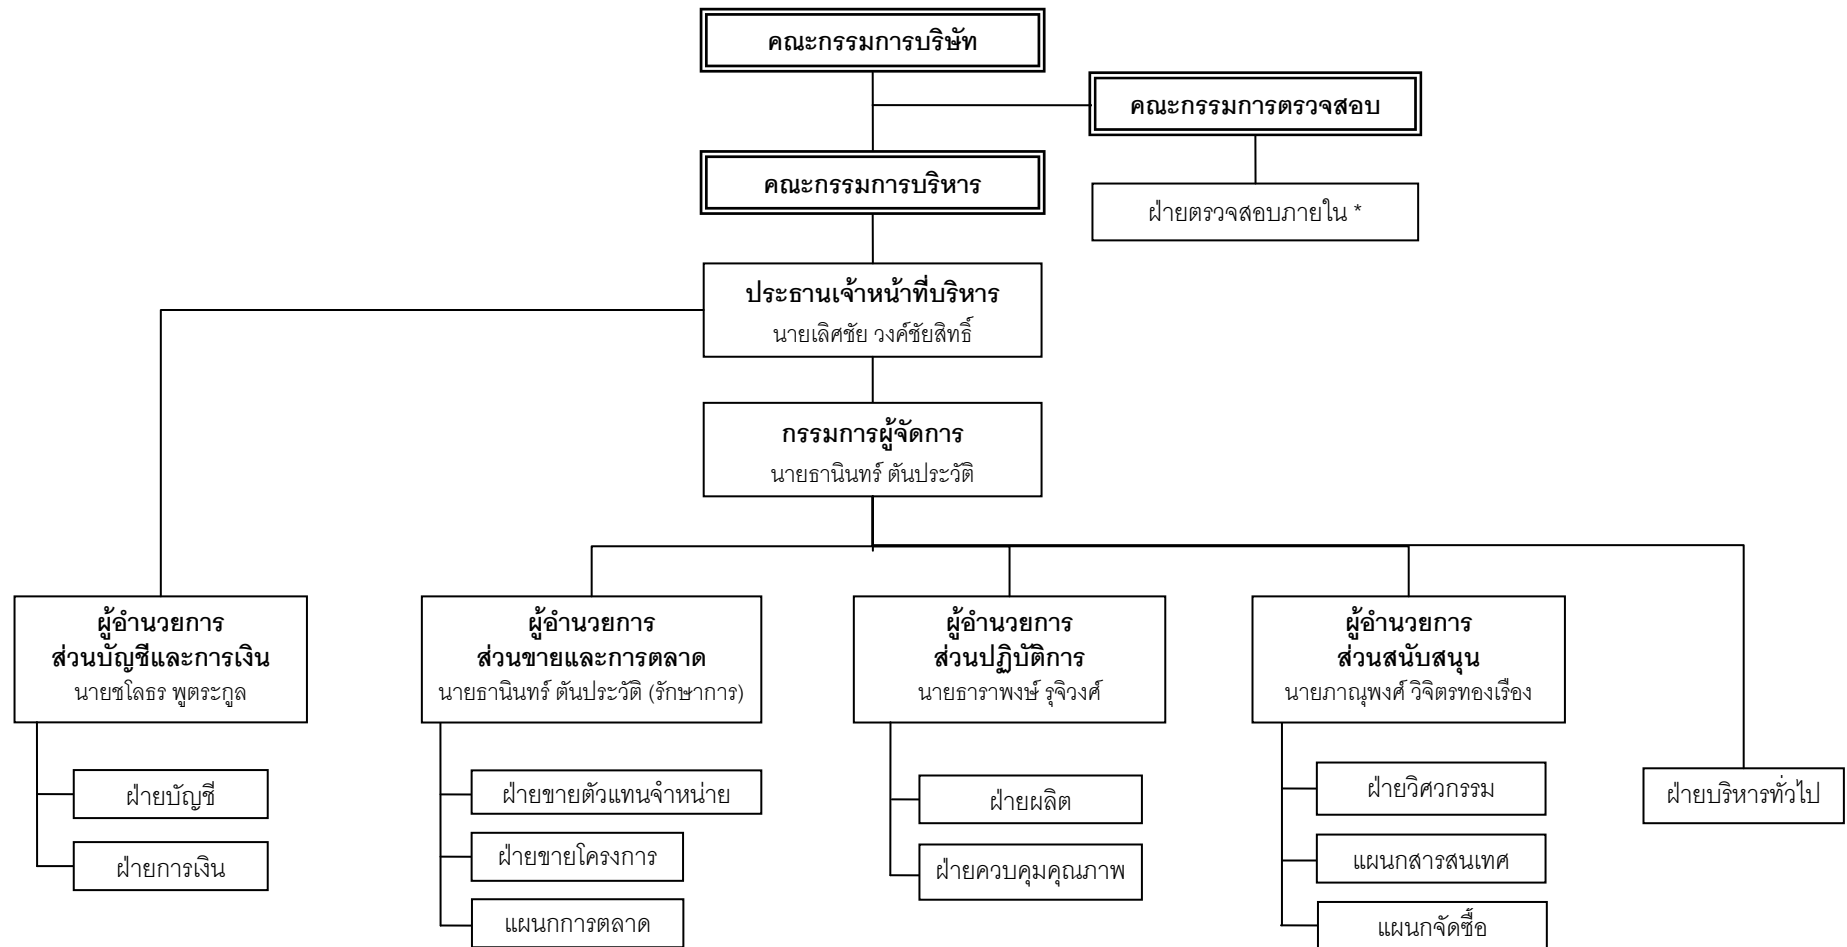 คณะกรรมการบริษัท
คณะกรรมการตรวจสอบ
คณะกรรมการบริหาร
ฝ่ายตรวจสอบภายใน *
ประธานเจ้าหน้าที่บริหาร
นายเลิศชัย วงค์ชัยสิทธิ์
กรรมการผู้จัดการ
นายธานินทร์ ตันประวัติ
ผู้อำนวยการ
ส่วนบัญชีและการเงิน
นายชโลธร พูตระกูล
ฝ่ายบัญชี
ฝ่ายการเงิน
ผู้อำนวยการ
ส่วนขายและการตลาด
นายธานินทร์ ตันประวัติ (รักษาการ)
ฝ่ายขายตัวแทนจำหน่าย
ฝ่ายขายโครงการ
แผนกการตลาด
ผู้อำนวยการ
ส่วนปฏิบัติการ
นายธาราพงษ์ รุจิวงศ์
ฝ่ายผลิต
ฝ่ายควบคุมคุณภาพ
ผู้อำนวยการ
ส่วนสนับสนุน
นายภาณุพงศ์ วิจิตรทองเรือง
ฝ่ายวิศวกรรม
แผนกสารสนเทศ
แผนกจัดซื้อ
ฝ่ายบริหารทั่วไป